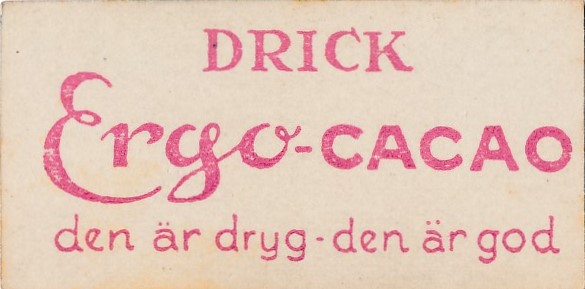 DRICK
Ergo-CACAO
den är dryg - den är god